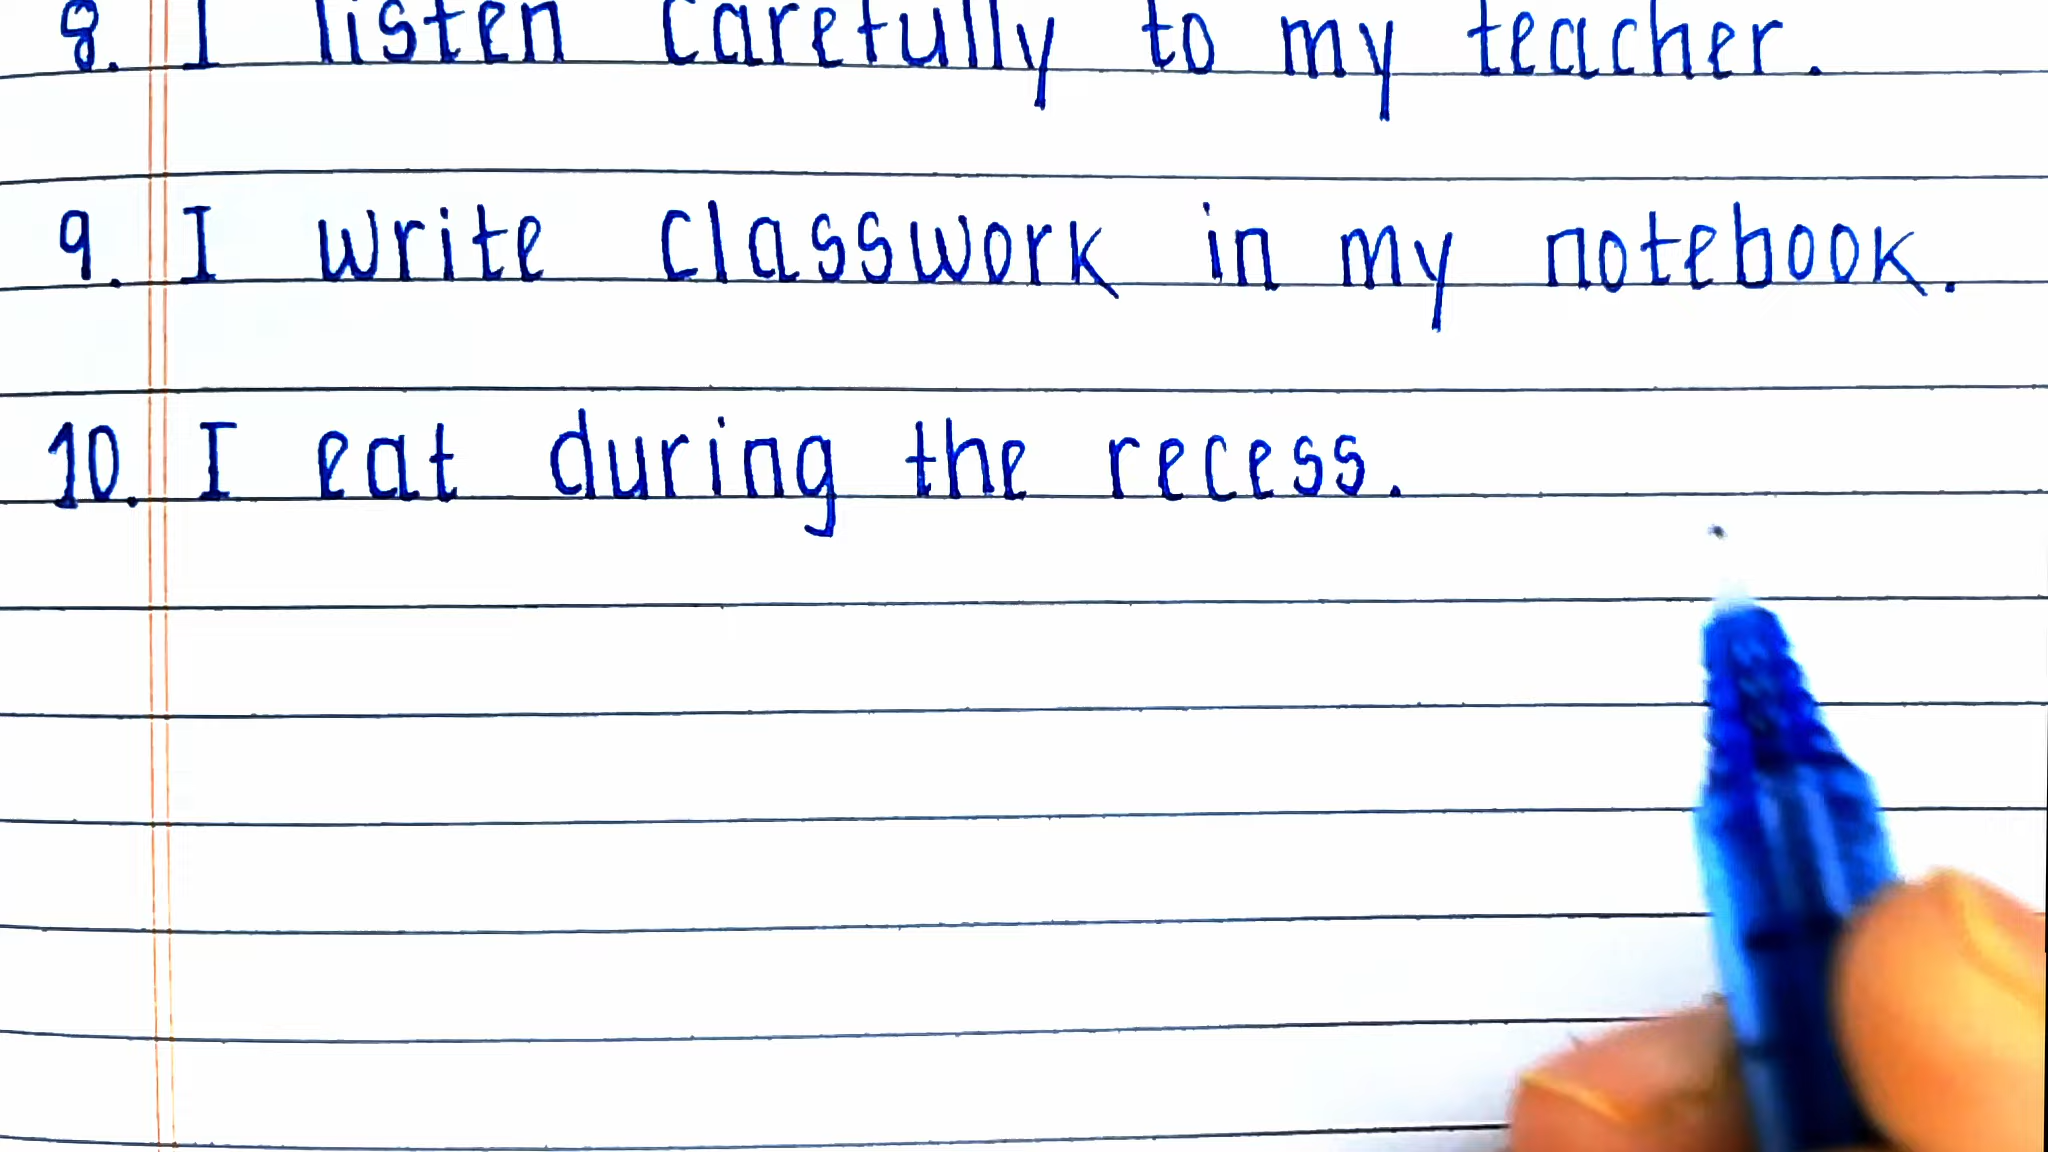 8. I listen carefully to my teacher.
9. I write classwork in my notebook.
10. I eat during the recess.